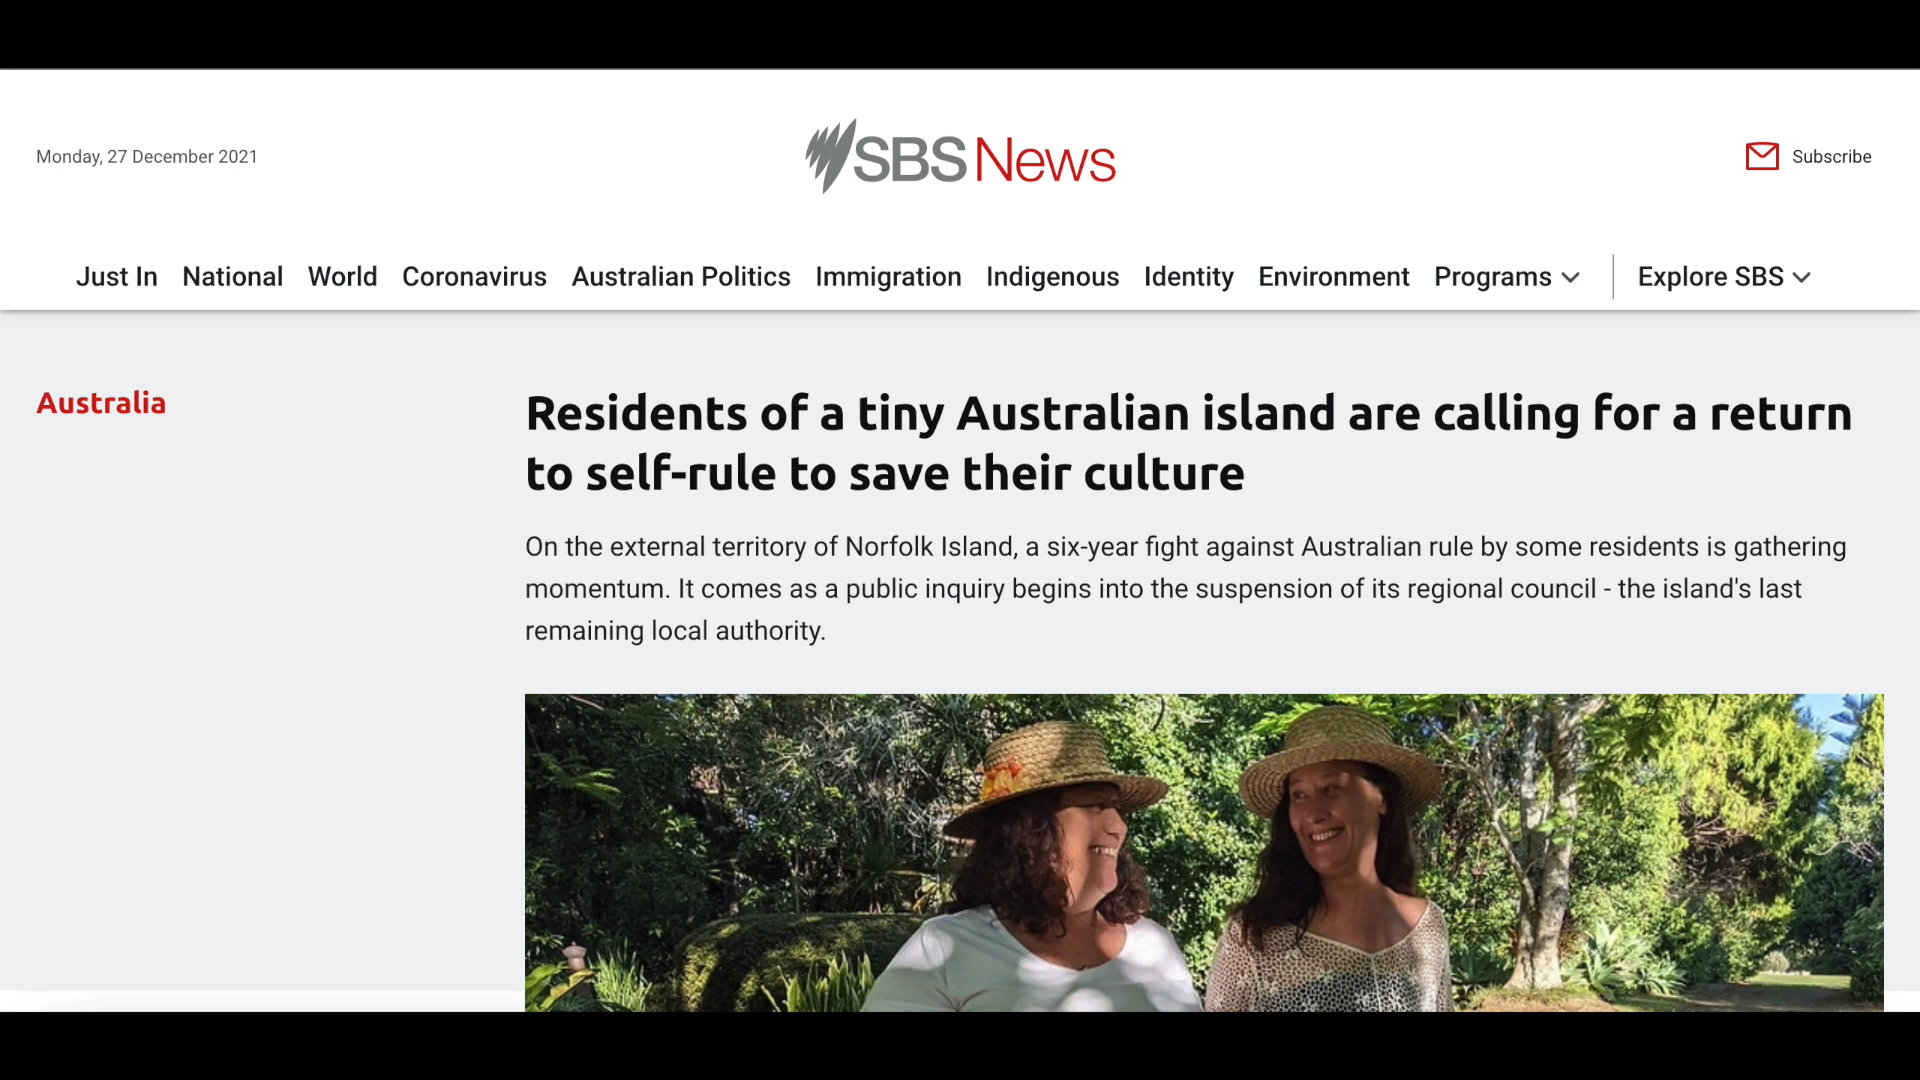 Monday, 27 December 2021
SBS News
Subscribe
Just In National World Coronavirus Australian Politics Immigration Indigenous Identity Environment Programs Explore SBS
Australia
Residents of a tiny Australian island are calling for a return
to self-rule to save their culture
On the external territory of Norfolk Island, a six-year fight against Australian rule by some residents is gathering
momentum. It comes as a public inquiry begins into the suspension of its regional council - the island's last
remaining local authority.